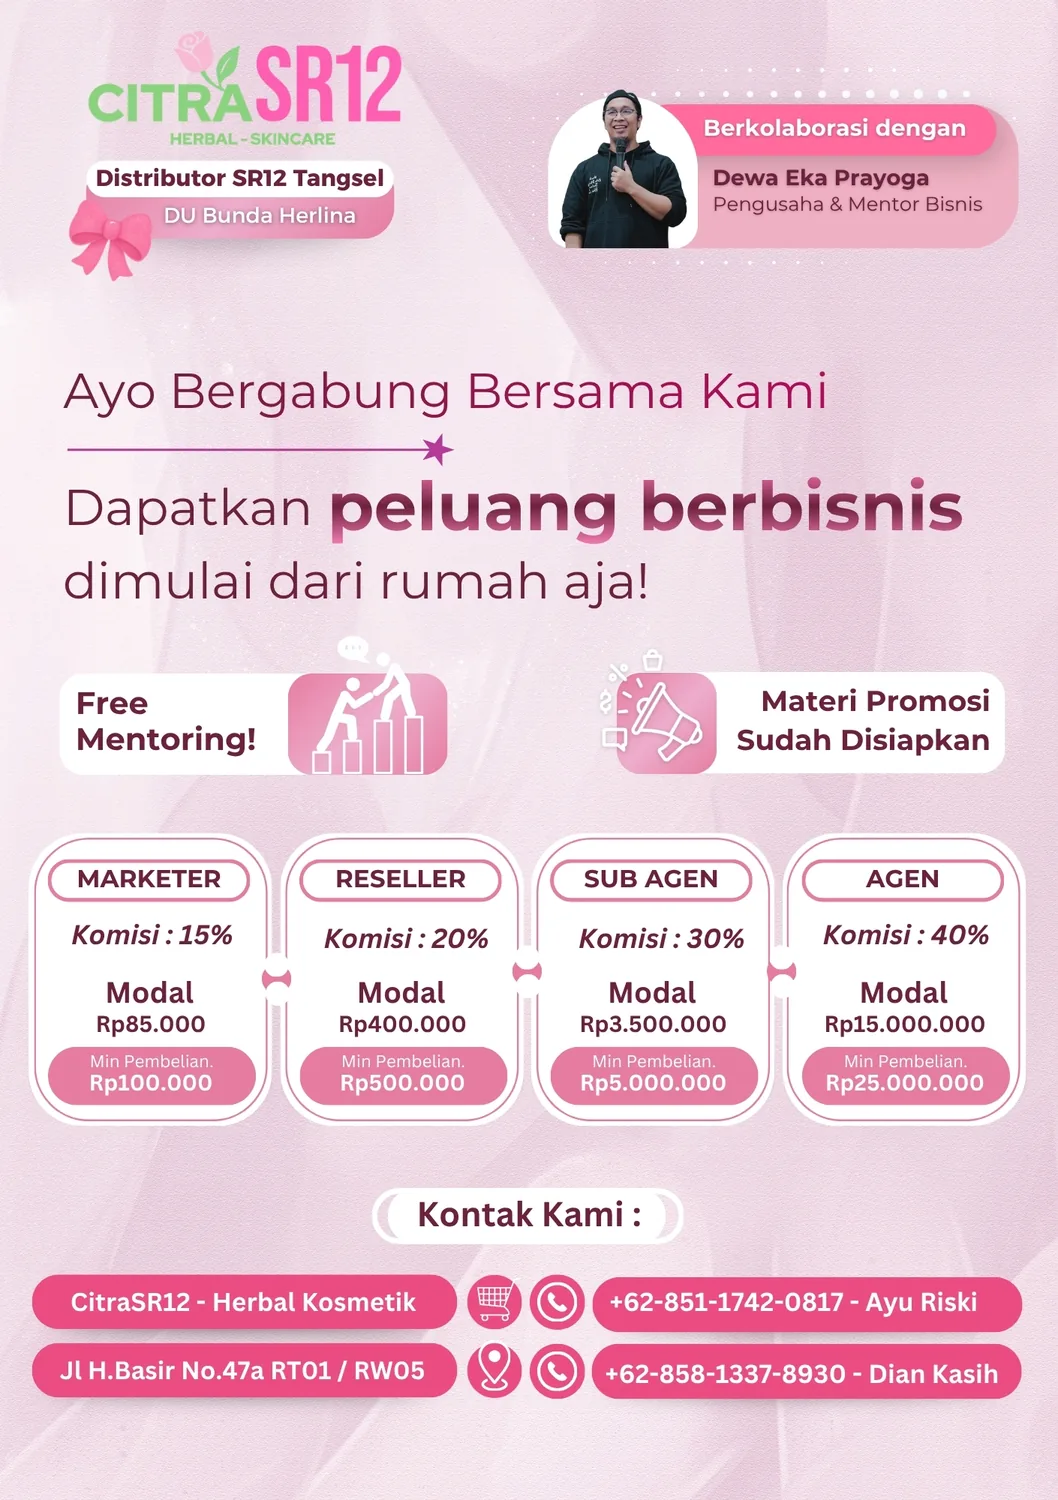 CITRA SR12
HERBAL - SKINCARE
Distributor SR12 Tangsel
DU Bunda Herlina
Berkolaborasi dengan
Dewa Eka Prayoga
Pengusaha & Mentor Bisnis
Ayo Bergabung Bersama Kami
Dapatkan peluang berbisnis
dimulai dari rumah aja!
Free
Mentoring!
Materi Promosi
Sudah Disiapkan
MARKETER
Komisi : 15%
Modal
Rp85.000
Min Pembelian.
Rp100.000
RESELLER
Komisi : 20%
Modal
Rp400.000
Min Pembelian.
Rp500.000
SUB AGEN
Komisi : 30%
Modal
Rp3.500.000
Min Pembelian.
Rp5.000.000
AGEN
Komisi : 40%
Modal
Rp15.000.000
Min Pembelian.
Rp25.000.000
Kontak Kami :
CitraSR12 - Herbal Kosmetik
+62-851-1742-0817 - Ayu Riski
Jl H.Basir No.47a RT01 / RW05
+62-858-1337-8930 - Dian Kasih